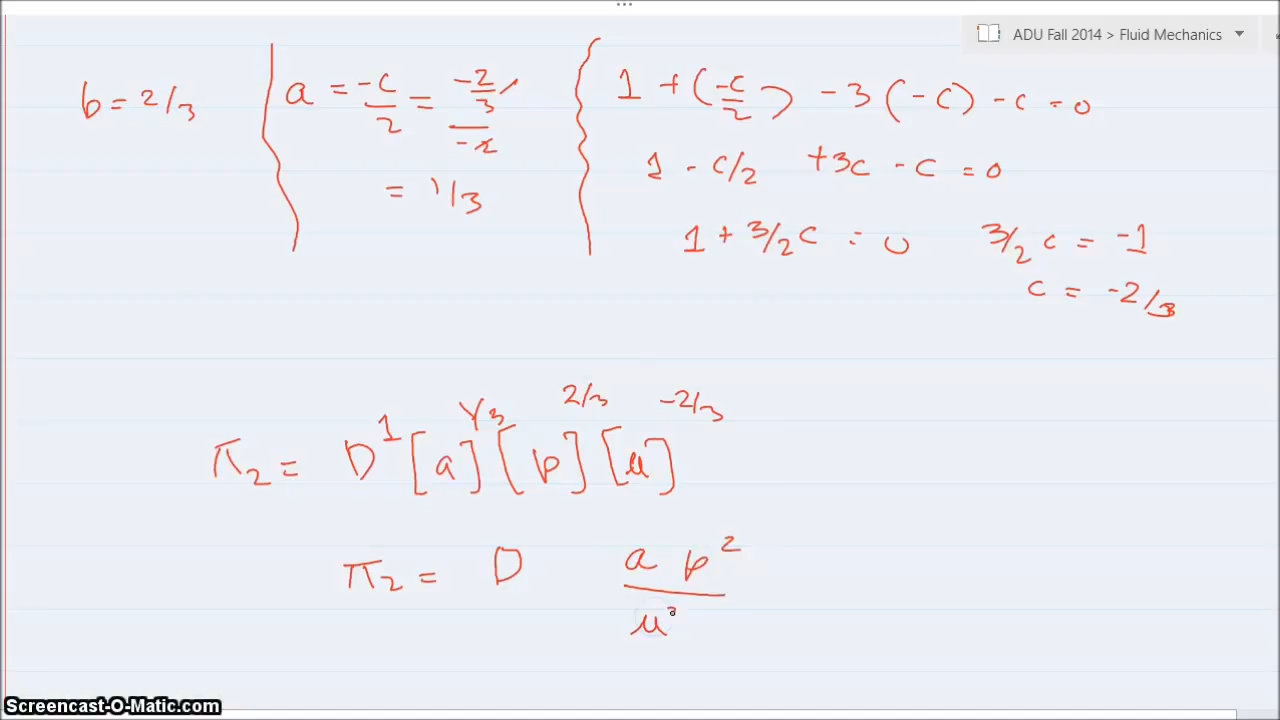 ADU Fall 2014 > Fluid Mechanics
b = 2/3
a = -c/2 = (-2/3)/-2
= 1/3
1 + (-c/2) - 3 (-c) - c = 0
1 - c/2 + 3c - c = 0
1 + 3/2 c = 0
3/2 c = -1
c = -2/3
π₂ = D¹ [a]^1/3 [ρ]^2/3 [μ]^-2/3
π₂ = D a ρ² / μ²
Screencast-O-Matic.com